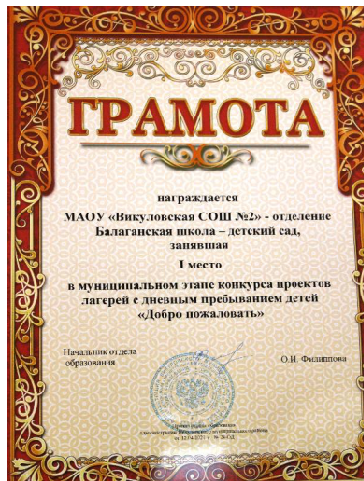 ГРАМОТА
награждается
МАОУ «Викуловская СОШ №2» - отделение
Балаганская школа – детский сад,
занявшая
I место
в муниципальном этапе конкурса проектов
лагерей с дневным пребыванием детей
«Добро пожаловать»
Начальник отдела
образования
О.И. Филиппова